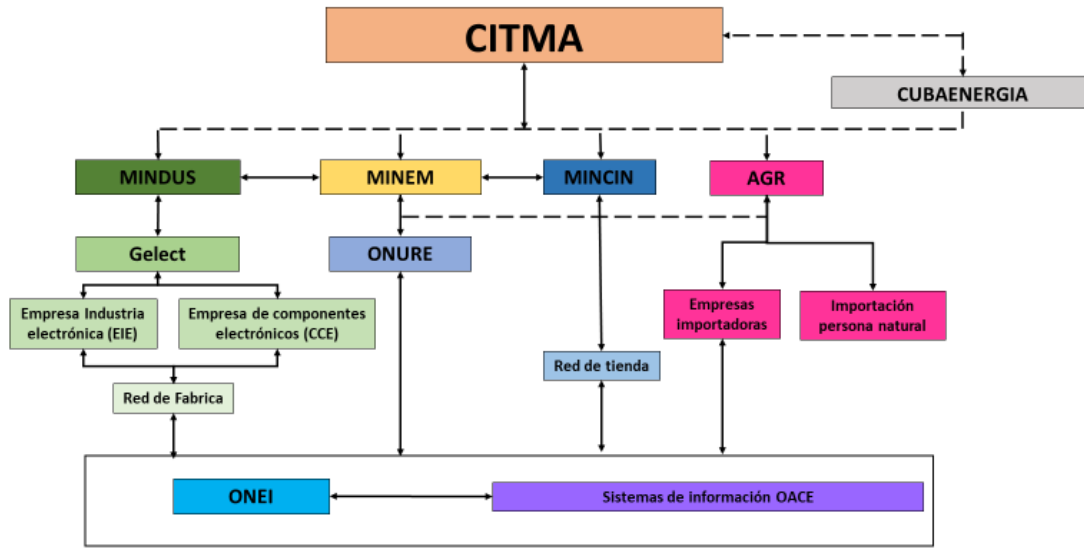 CITMA
CUBAENERGIA
MINDUS
MINEM
MINCIN
AGR
Gelect
ONURE
Empresa Industria
electrónica (EIE)
Empresa de componentes
electrónicos (CCE)
Empresas
importadoras
Importación
persona natural
Red de tienda
Red de Fabrica
ONEI
Sistemas de información OACE